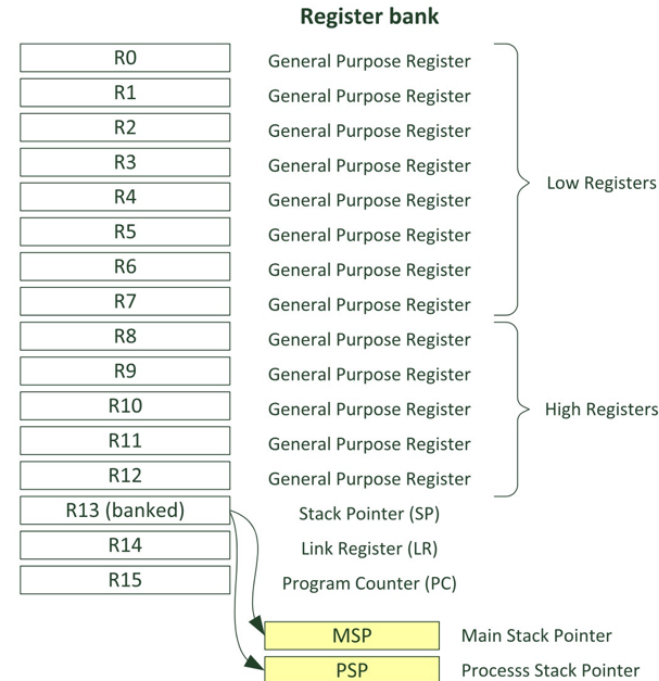 Register bank
R0 General Purpose Register
R1 General Purpose Register
R2 General Purpose Register
R3 General Purpose Register
Low Registers
R4 General Purpose Register
R5 General Purpose Register
R6 General Purpose Register
R7 General Purpose Register
R8 General Purpose Register
R9 General Purpose Register
R10 General Purpose Register
High Registers
R11 General Purpose Register
R12 General Purpose Register
R13 (banked) Stack Pointer (SP)
R14 Link Register (LR)
R15 Program Counter (PC)
MSP Main Stack Pointer
PSP Processs Stack Pointer